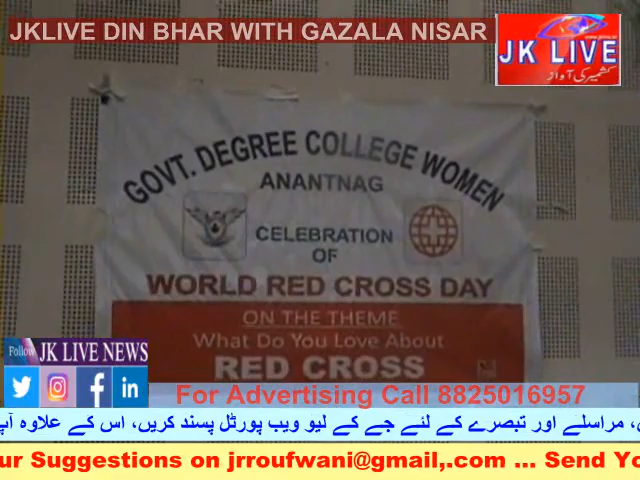 JKLIVE DIN BHAR WITH GAZALA NISAR
JK LIVE
کشمیر کی آواز
GOVT. DEGREE COLLEGE WOMEN
ANANTNAG
CELEBRATION
OF
WORLD RED CROSS DAY
ON THE THEME
What Do You Love About
RED CROSS
Follow JK LIVE NEWS
For Advertising Call 8825016957
، مراسلے اور تبصرے کے لئے جے کے لیو ویب پورٹل پسند کریں، اس کے علاوہ آپ
ur Suggestions on jrroufwani@gmail,.com ... Send Yo